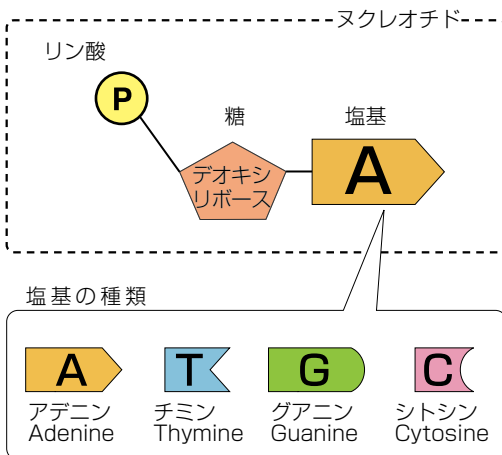 ヌクレオチド
リン酸
P
糖
塩基
デオキシ
リボース
A
塩基の種類
A
T
G
C
アデニン
Adenine
チミン
Thymine
グアニン
Guanine
シトシン
Cytosine